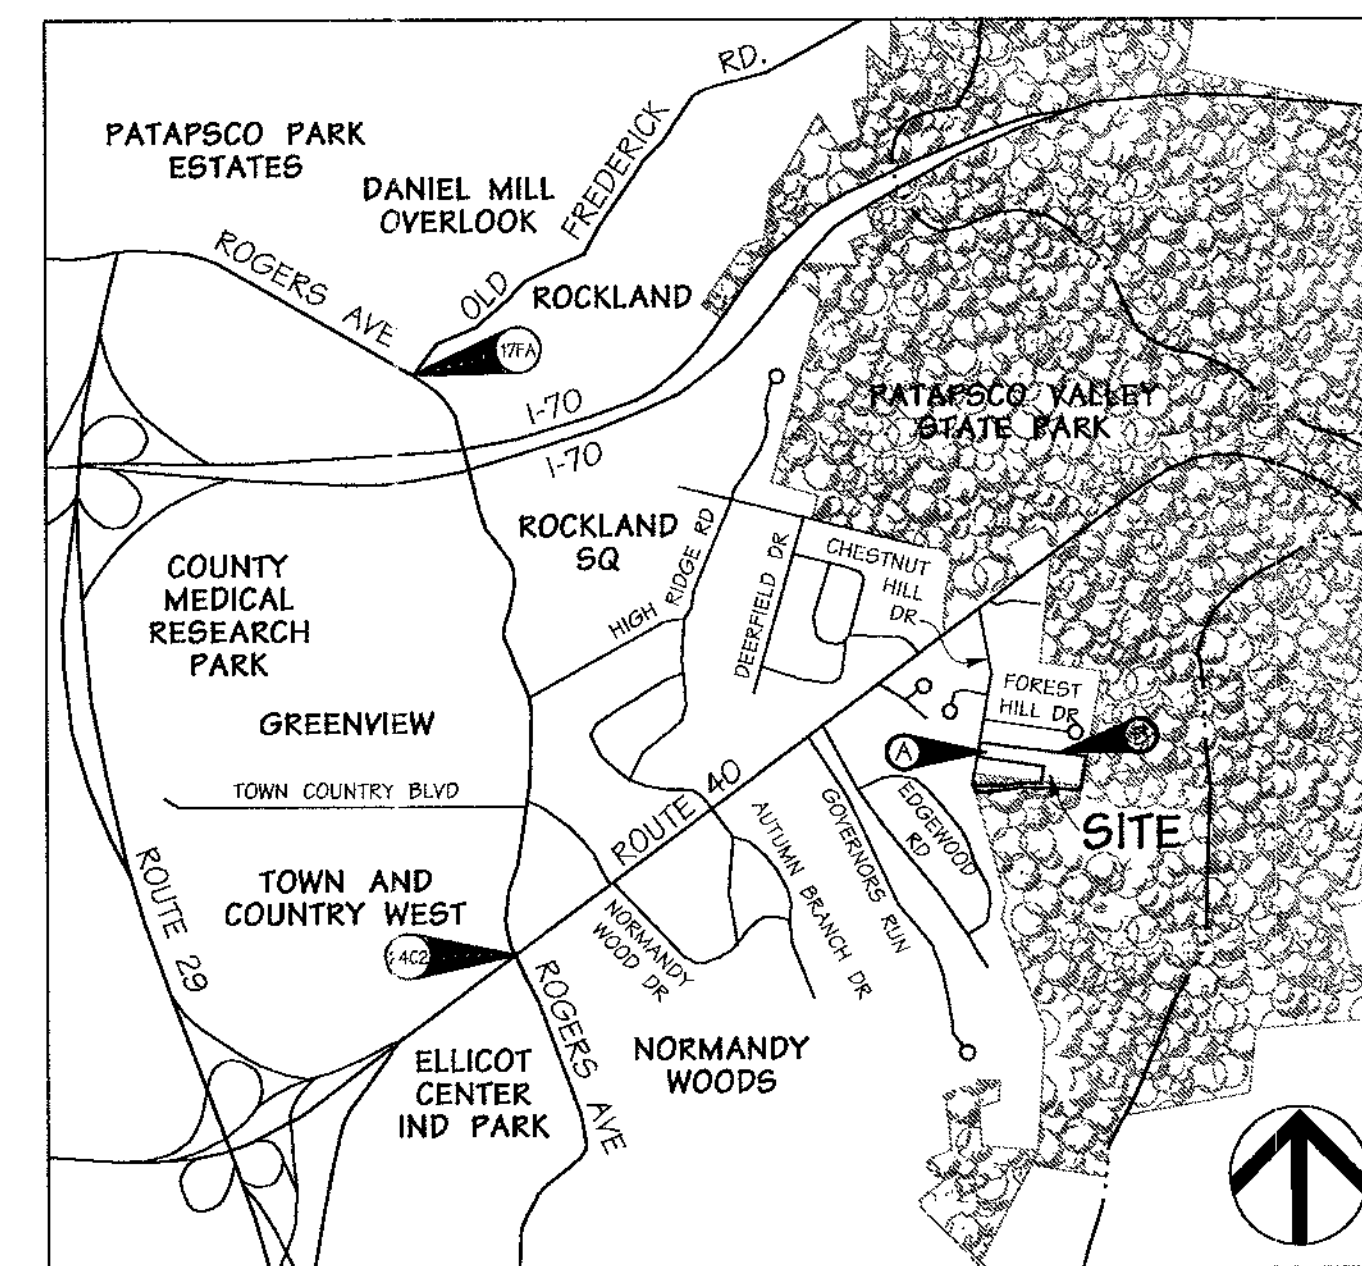 RD.
PATAPSCO PARK
ESTATES
FREDERICK
DANIEL MILL
OVERLOOK
ROGERS AVE
OLD
ROCKLAND
17FA
I-70
I-70
PATAPSCO VALLEY
STATE PARK
ROCKLAND
SQ
HIGH RIDGE RD
DEERFIELD DR
CHESTNUT
HILL
DR
COUNTY
MEDICAL
RESEARCH
PARK
FOREST
HILL DR
GREENVIEW
A
TOWN COUNTRY BLVD
ROUTE 40
SITE
AUTUMN BRANCH DR
GOVERNORS RUN
EDGEWOOD
RD
ROUTE 29
TOWN AND
COUNTRY WEST
NORMANDY
WOOD DR
ROGERS AVE
NORMANDY
WOODS
ELLICOT
CENTER
IND PARK